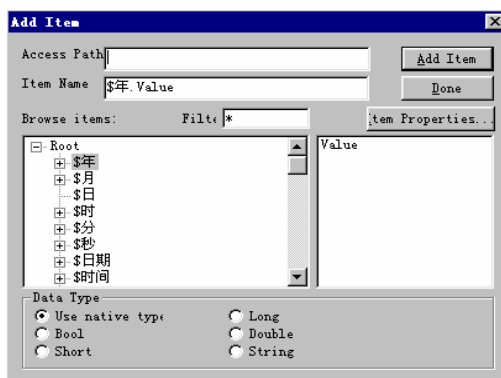 Add Item
Access Path
Add Item
Item Name
$年.Value
Done
Browse items:
Filte
*
Item Properties...
Root
$年
$月
$日
$时
$分
$秒
$日期
$时间
Value
Data Type
Use native type
Long
Bool
Double
Short
String